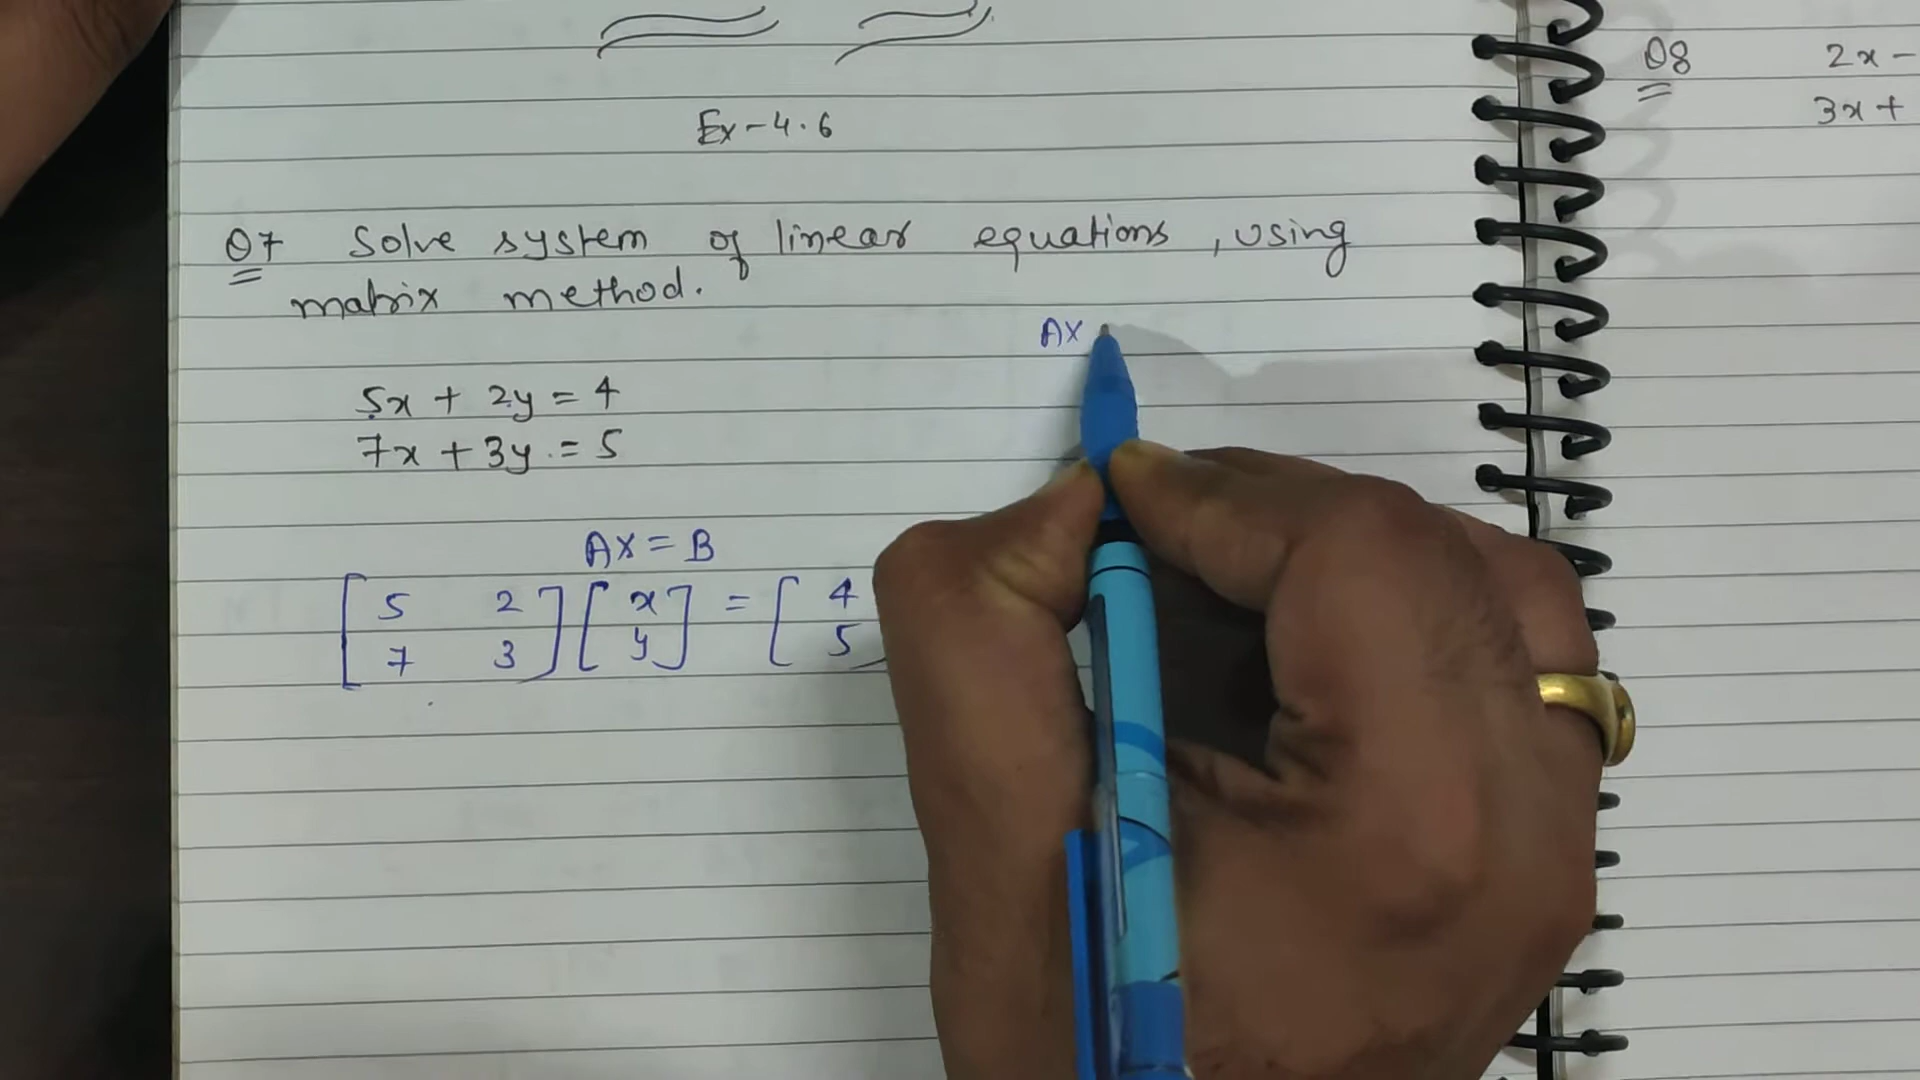 Ex-4.6
Q7 Solve system of linear equations, using
matrix method.
AX
5x + 2y = 4
7x + 3y = 5
AX = B
[5 2 7 3] [x y] = [4 5
Q8 2x -
3x +